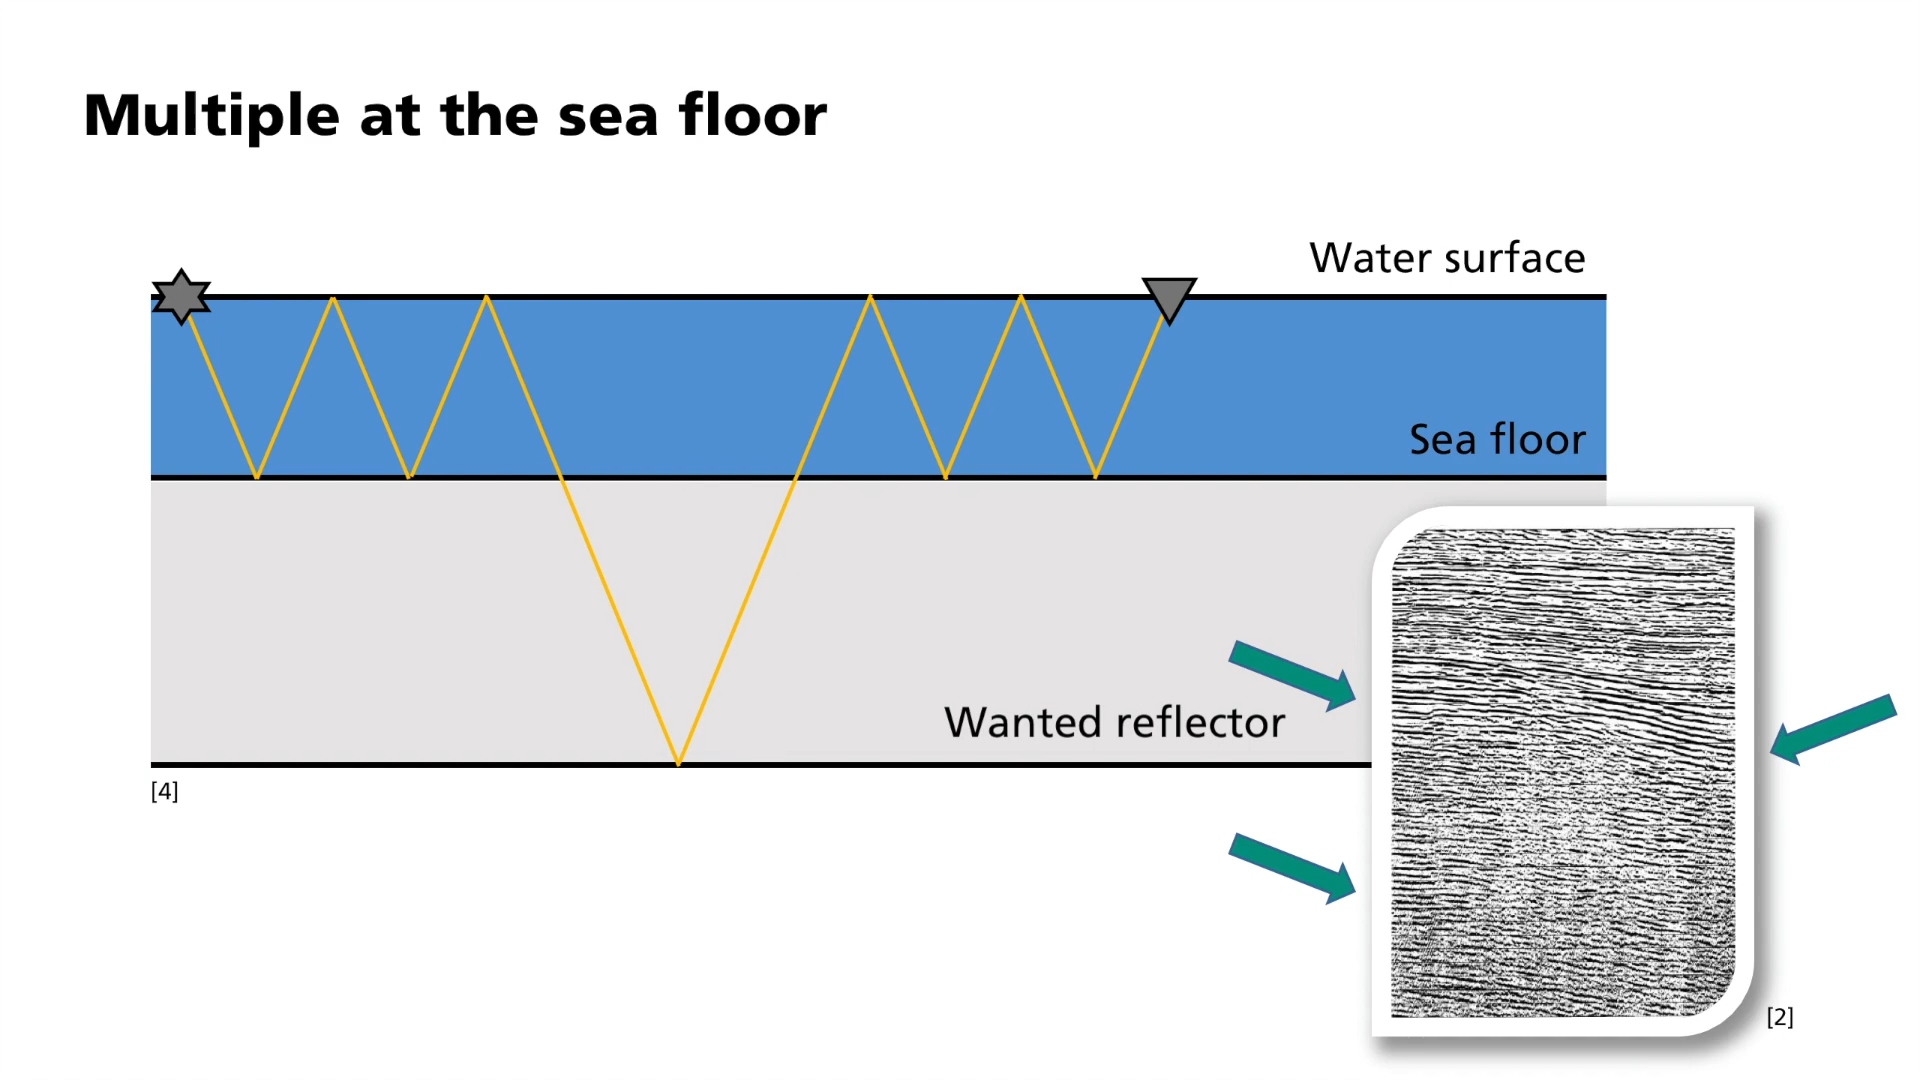 Multiple at the sea floor
Water surface
Sea floor
Wanted reflector
[4]
[2]